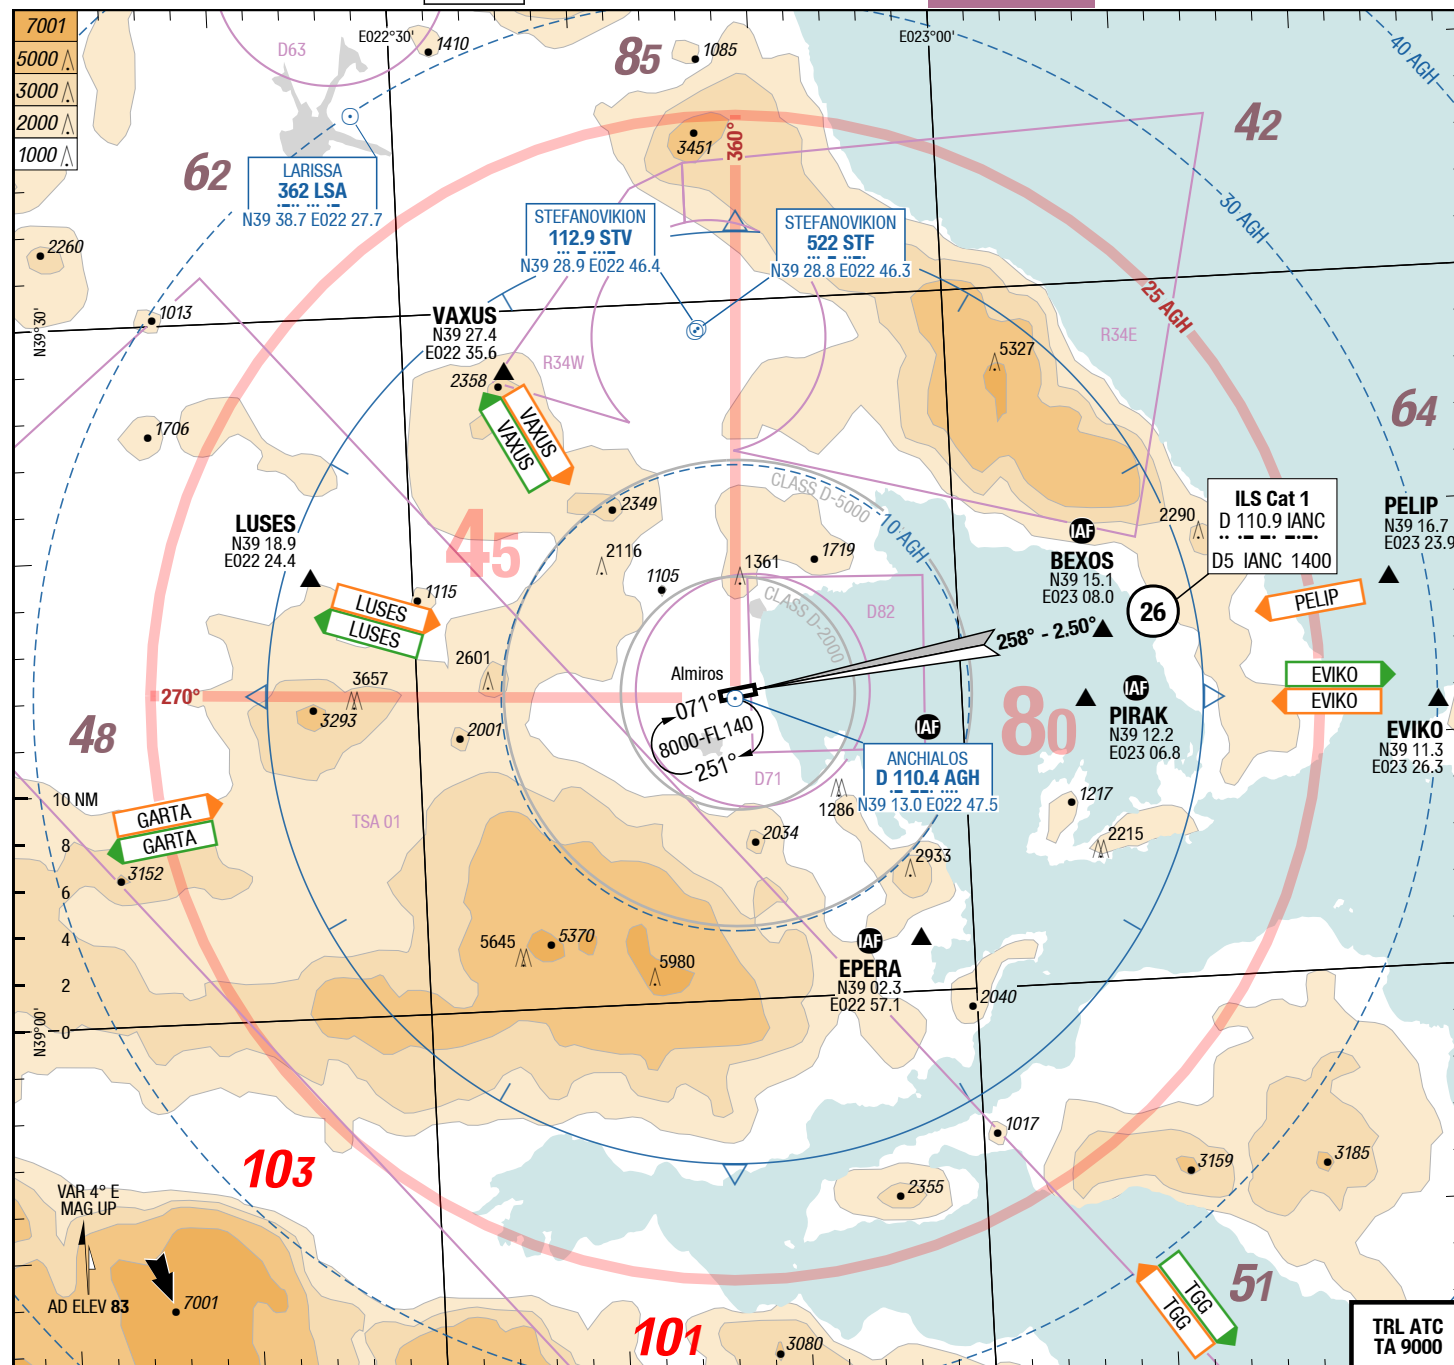 7001
5000
3000
2000
1000
E022°30'
E023°00'
D63
1410
85
1085
40 AGH
42
3451
360°
62
LARISSA
362 LSA
N39 38.7 E022 27.7
30 AGH
STEFANOVIKION
112.9 STV
N39 28.9 E022 46.4
STEFANOVIKION
522 STF
N39 28.8 E022 46.3
2260
25 AGH
1013
N39°30'
VAXUS
N39 27.4
E022 35.6
R34W
R34E
5327
2358
VAXUS
VAXUS
64
1706
CLASS D-5000
10 AGH
2349
ILS Cat 1
D 110.9 IANC
D5 IANC 1400
PELIP
N39 16.7
E023 23.9
2290
LUSES
N39 18.9
E022 24.4
45
2116
1361
1719
IAF
BEXOS
N39 15.1
E023 08.0
1105
CLASS D-2000
D82
26
PELIP
1115
LUSES
LUSES
258° - 2.50°
2601
Almiros
EVIKO
EVIKO
270°
3657
3293
071°
8000-FL140
251°
IAF
80
IAF
PIRAK
N39 12.2
E023 06.8
EVIKO
N39 11.3
E023 26.3
2001
48
ANCHIALOS
D 110.4 AGH
N39 13.0 E022 47.5
D71
10 NM
8
6
4
2
0
GARTA
GARTA
TSA 01
1286
1217
2034
2215
2933
3152
5645
5370
5980
IAF
EPERA
N39 02.3
E022 57.1
2040
N39°00'
1017
103
3159
3185
2355
VAR 4° E
MAG UP
AD ELEV 83
7001
TGG
TGG
51
101
3080
TRL ATC
TA 9000